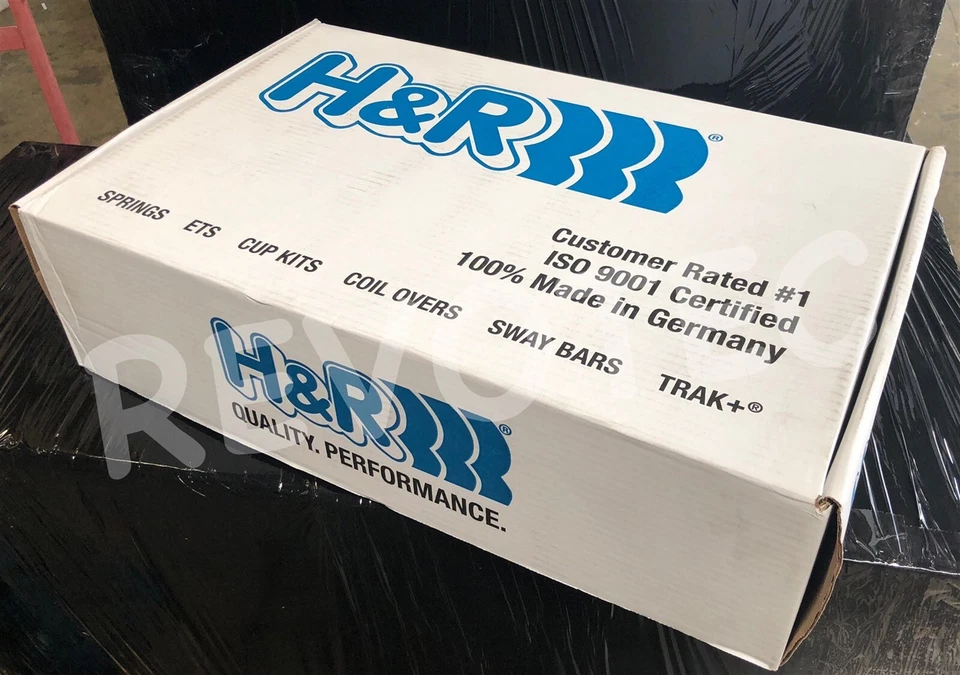 H&R®
Customer Rated #1
ISO 9001 Certified
100% Made in Germany
SPRINGS ETS CUP KITS COIL OVERS SWAY BARS TRAK+®
H&R®
QUALITY. PERFORMANCE.